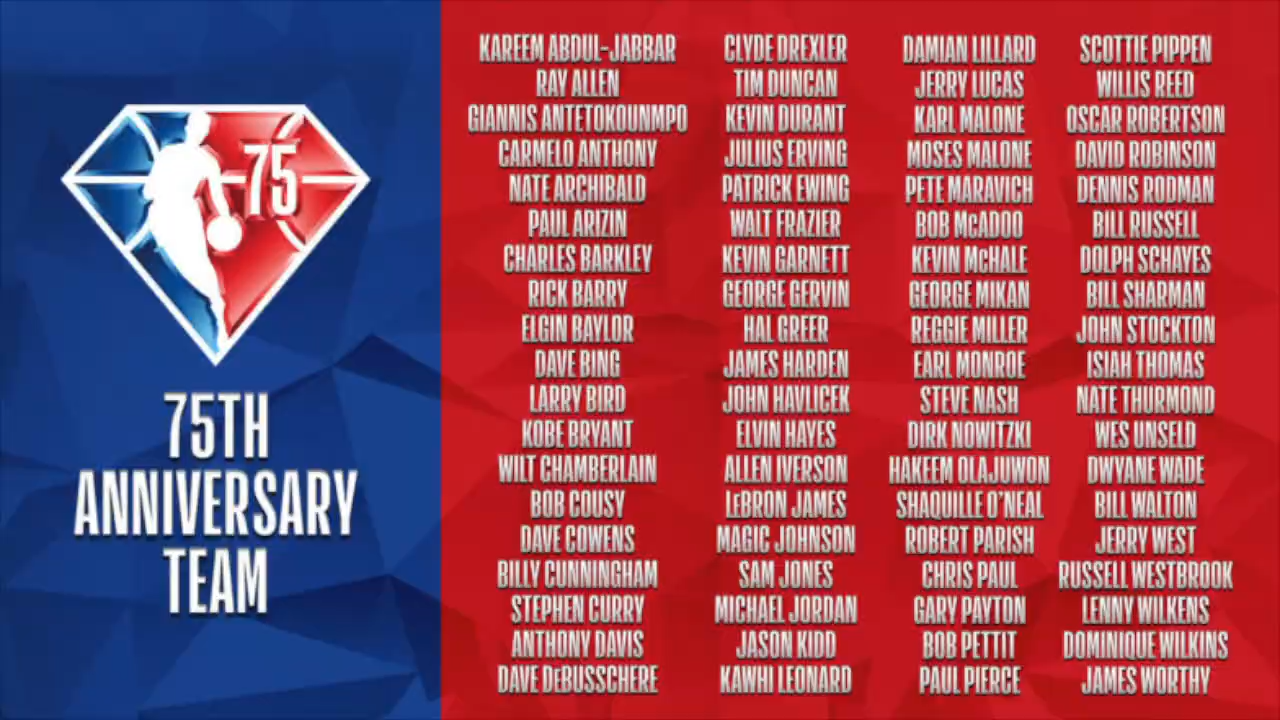 75
75TH
ANNIVERSARY
TEAM
KAREEM ABDUL-JABBAR
RAY ALLEN
GIANNIS ANTETOKOUNMPO
CARMELO ANTHONY
NATE ARCHIBALD
PAUL ARIZIN
CHARLES BARKLEY
RICK BARRY
ELGIN BAYLOR
DAVE BING
LARRY BIRD
KOBE BRYANT
WILT CHAMBERLAIN
BOB COUSY
DAVE COWENS
BILLY CUNNINGHAM
STEPHEN CURRY
ANTHONY DAVIS
DAVE DeBUSSCHERE
CLYDE DREXLER
TIM DUNCAN
KEVIN DURANT
JULIUS ERVING
PATRICK EWING
WALT FRAZIER
KEVIN GARNETT
GEORGE GERVIN
HAL GREER
JAMES HARDEN
JOHN HAVLICEK
ELVIN HAYES
ALLEN IVERSON
LeBRON JAMES
MAGIC JOHNSON
SAM JONES
MICHAEL JORDAN
JASON KIDD
KAWHI LEONARD
DAMIAN LILLARD
JERRY LUCAS
KARL MALONE
MOSES MALONE
PETE MARAVICH
BOB McADOO
KEVIN McHALE
GEORGE MIKAN
REGGIE MILLER
EARL MONROE
STEVE NASH
DIRK NOWITZKI
HAKEEM OLAJUWON
SHAQUILLE O'NEAL
ROBERT PARISH
CHRIS PAUL
GARY PAYTON
BOB PETTIT
PAUL PIERCE
SCOTTIE PIPPEN
WILLIS REED
OSCAR ROBERTSON
DAVID ROBINSON
DENNIS RODMAN
BILL RUSSELL
DOLPH SCHAYES
BILL SHARMAN
JOHN STOCKTON
ISIAH THOMAS
NATE THURMOND
WES UNSELD
DWYANE WADE
BILL WALTON
JERRY WEST
RUSSELL WESTBROOK
LENNY WILKENS
DOMINIQUE WILKINS
JAMES WORTHY